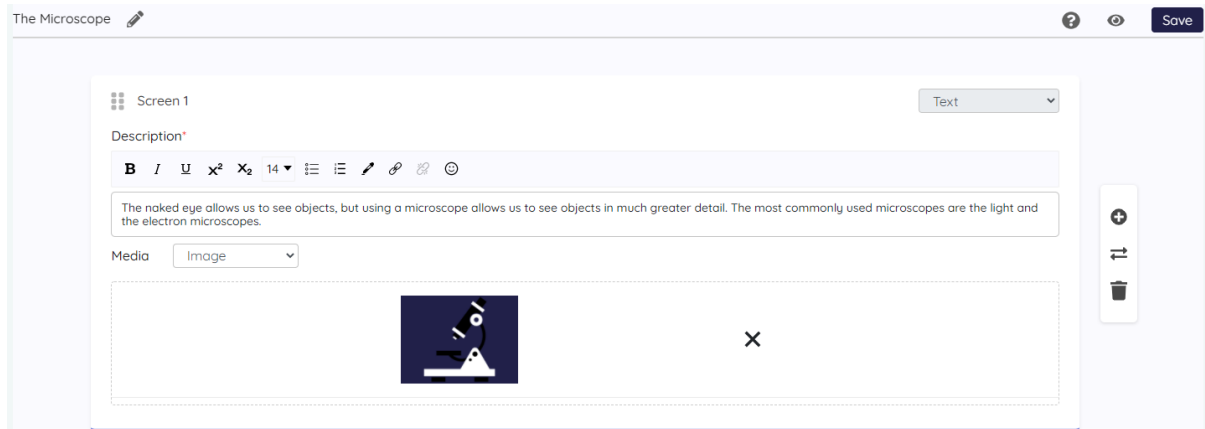 The Microscope
Save
Screen 1
Text
Description*
B I U X² X₂ 14
The naked eye allows us to see objects, but using a microscope allows us to see objects in much greater detail. The most commonly used microscopes are the light and
the electron microscopes.
Media Image